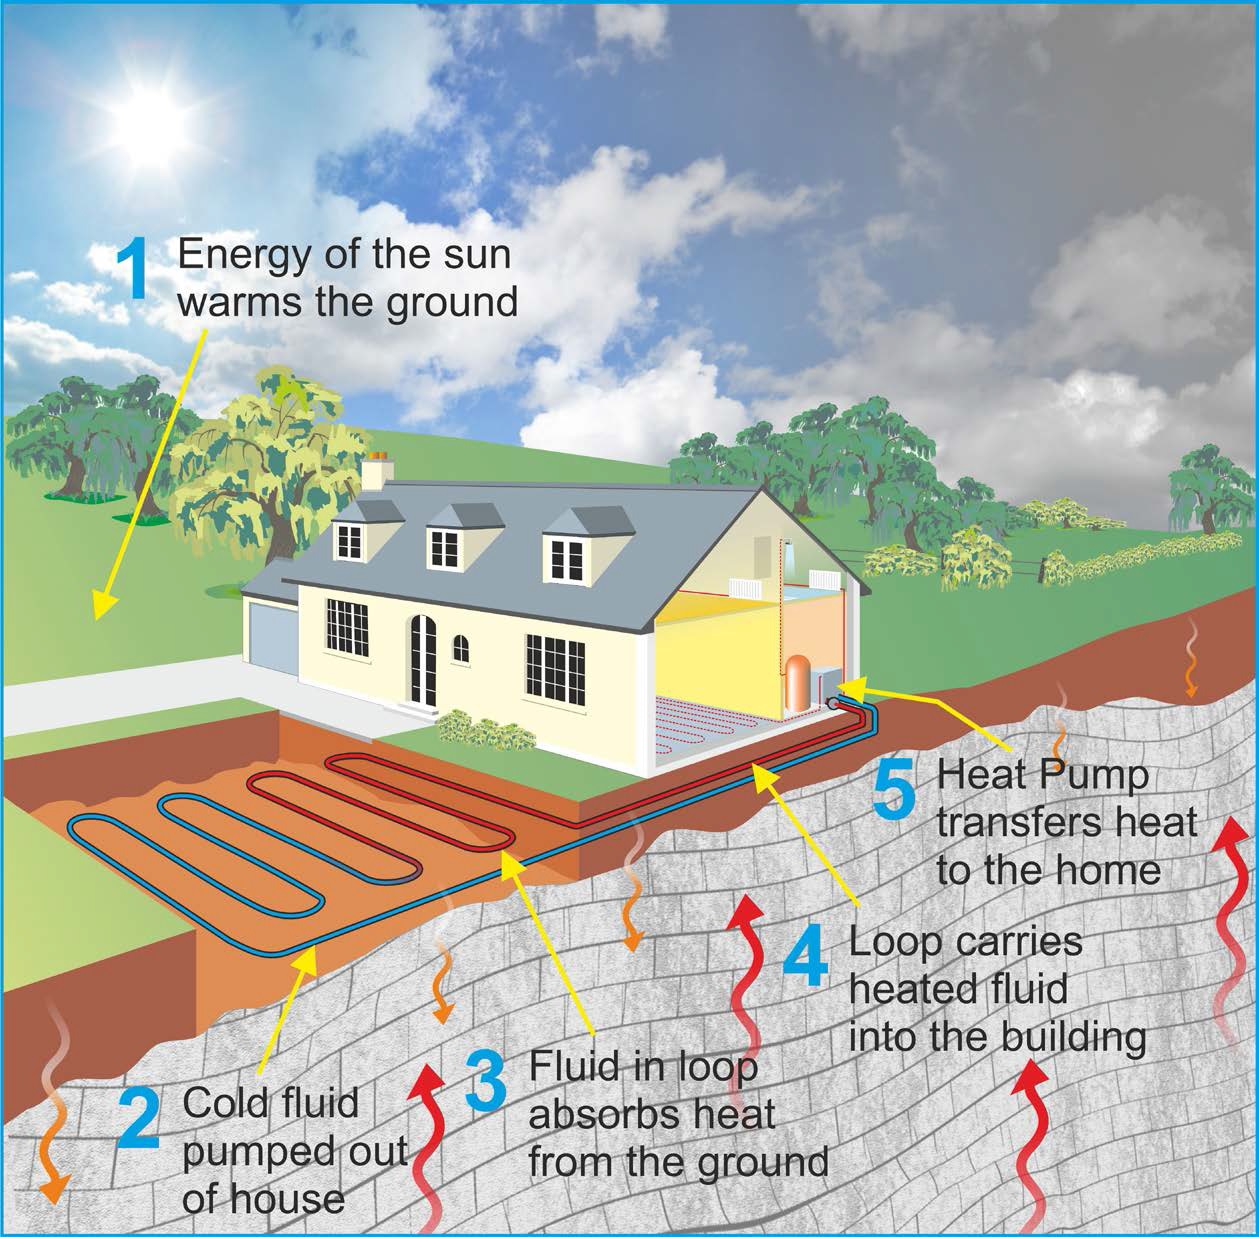 1 Energy of the sun
warms the ground
2 Cold fluid
pumped out
of house
3 Fluid in loop
absorbs heat
from the ground
4 Loop carries
heated fluid
into the building
5 Heat Pump
transfers heat
to the home